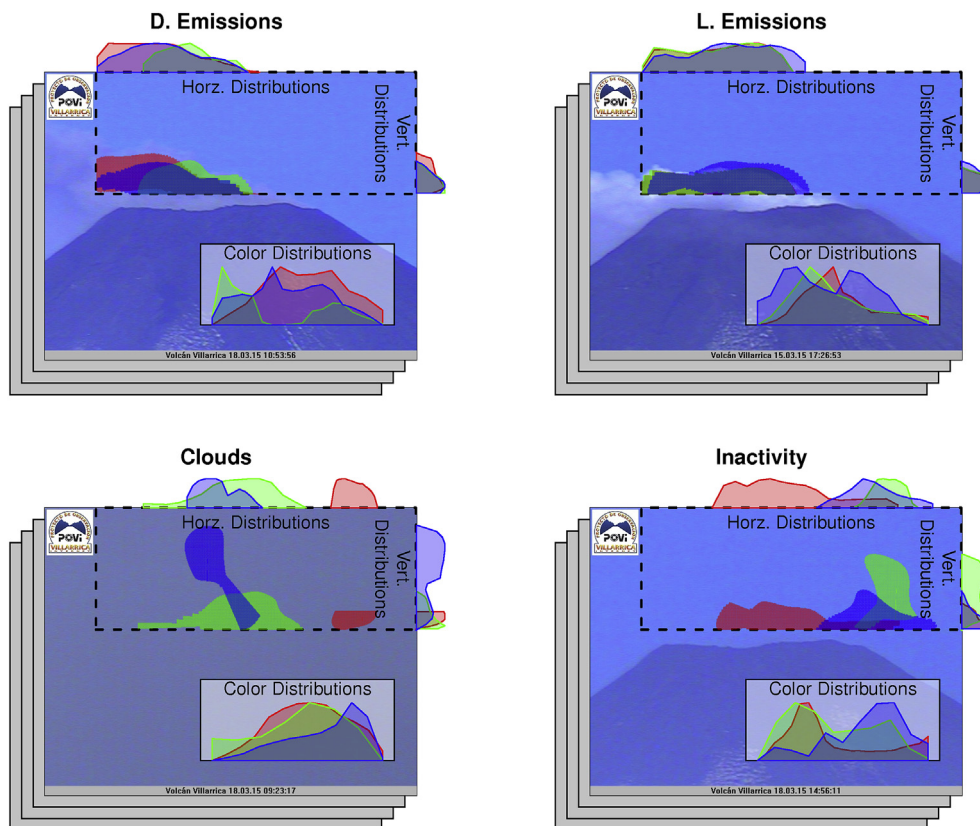 D. Emissions
Horz. Distributions
Vert.
Distributions
POVi
VILLARRICA
Color Distributions
Volcán Villarrica 18.03.15 10:53:56
L. Emissions
Horz. Distributions
Vert.
Distributions
POVi
VILLARRICA
Color Distributions
Volcán Villarrica 15.03.15 17:26:53
Clouds
Horz. Distributions
Vert.
Distributions
POVi
VILLARRICA
Color Distributions
Volcán Villarrica 18.03.15 09:23:17
Inactivity
Horz. Distributions
Vert.
Distributions
POVi
VILLARRICA
Color Distributions
Volcán Villarrica 18.03.15 14:56:11